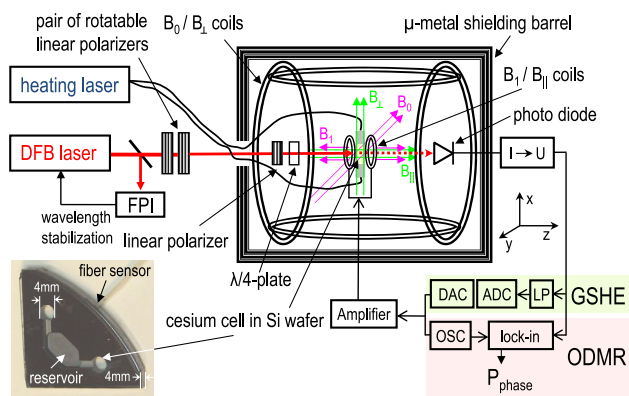 pair of rotatable
linear polarizers
B0 / B⊥ coils
μ-metal shielding barrel
heating laser
B1 / B|| coils
photo diode
B⊥
B0
B1
B||
DFB laser
I→U
FPI
wavelength
stabilization
linear polarizer
λ/4-plate
x
y
z
fiber sensor
4mm
cesium cell in Si wafer
reservoir
4mm
Amplifier
DAC
ADC
LP
GSHE
OSC
lock-in
ODMR
Pphase